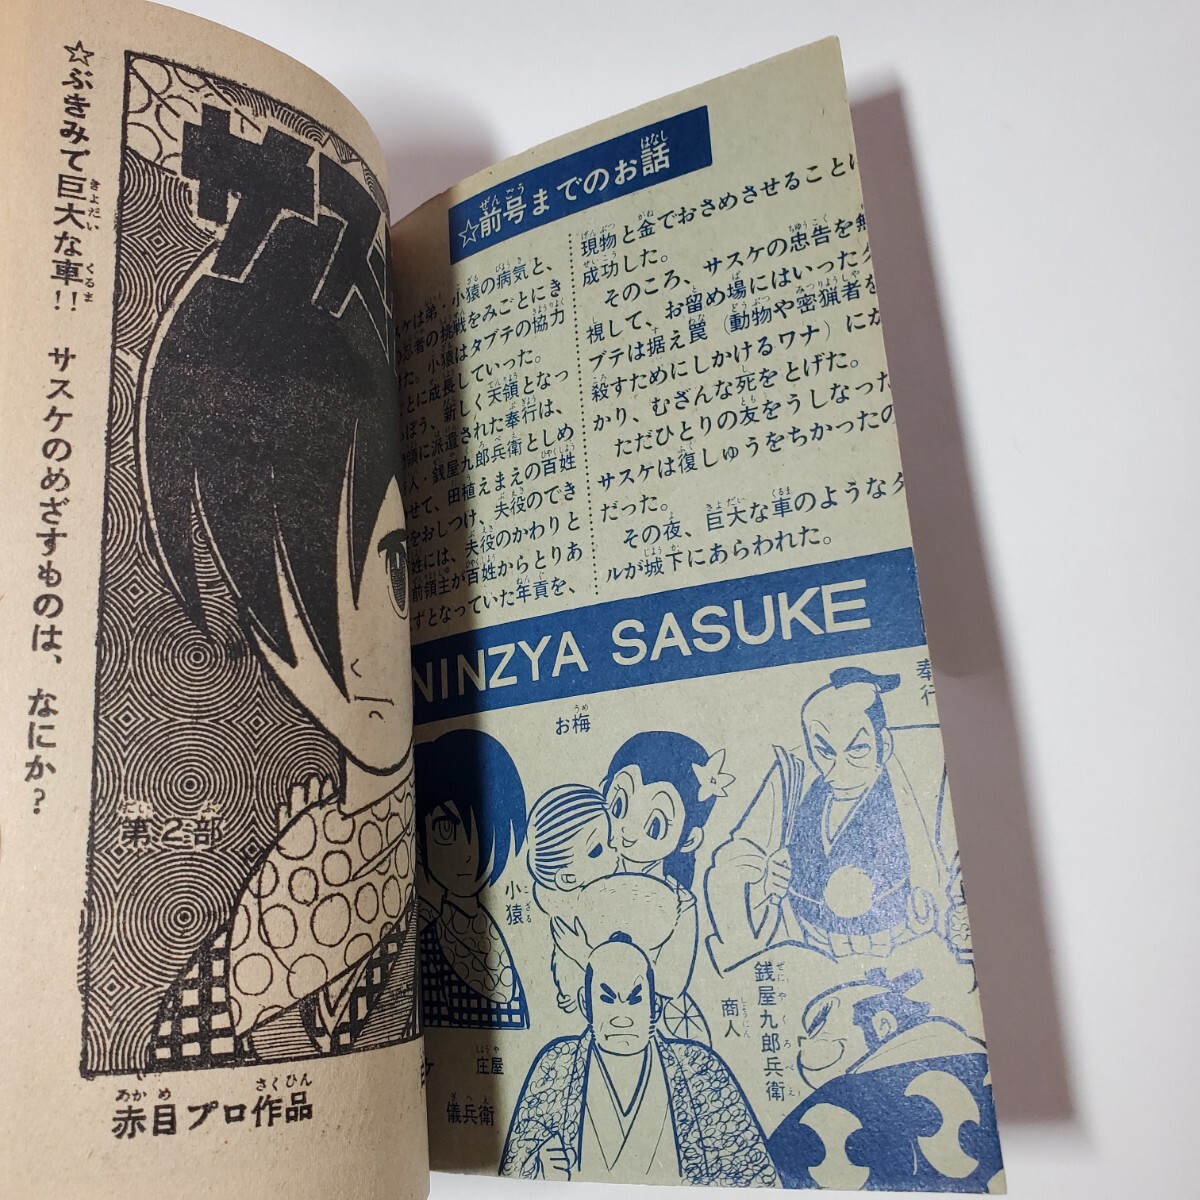 ☆ぶきみで巨大な車!! サスケのめざすものは、なにか?
サスケ
第2部
赤目プロ作品
☆前号までのお話
スケは弟・小猿の病気と、
の忍者の挑戦をみごとにき
た。小猿はタブテの協力
とに成長していった。
っぽう、新しく天領となっ
領に派遣された奉行は、
人・銭屋九郎兵衛としめ
わせて、田植えまえの百姓
をおしつけ、夫役のでき
姓には、夫役のかわりと
前領主が百姓からとりあ
ずとなっていた年貢を、
現物と金でおさめさせることに
成功した。
そのころ、サスケの忠告を無
視して、お留め場にはいったタ
ブテは据え罠(動物や密猟者を
殺すためにしかけるワナ)にか
かり、むざんな死をとげた。
ただひとりの友をうしなった
サスケは復しゅうをちかったの
だった。
その夜、巨大な車のようなタ
ルが城下にあらわれた。
NINZYA SASUKE
お梅
奉行
小猿
銭屋九郎兵衛
商人
ケ
庄屋
儀兵衛